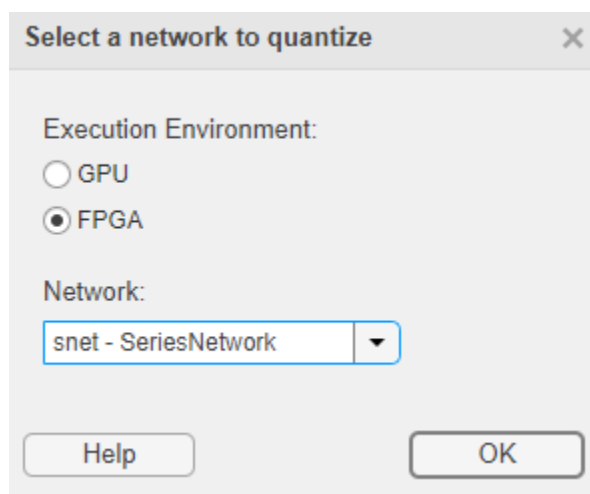 Select a network to quantize
Execution Environment:
GPU
FPGA
Network:
snet - SeriesNetwork
Help
OK